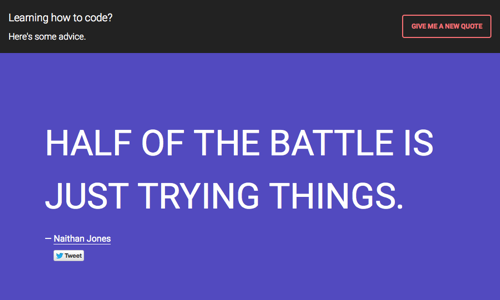 Learning how to code?
GIVE ME A NEW QUOTE
Here's some advice.
HALF OF THE BATTLE IS
JUST TRYING THINGS.
— Naithan Jones
Tweet